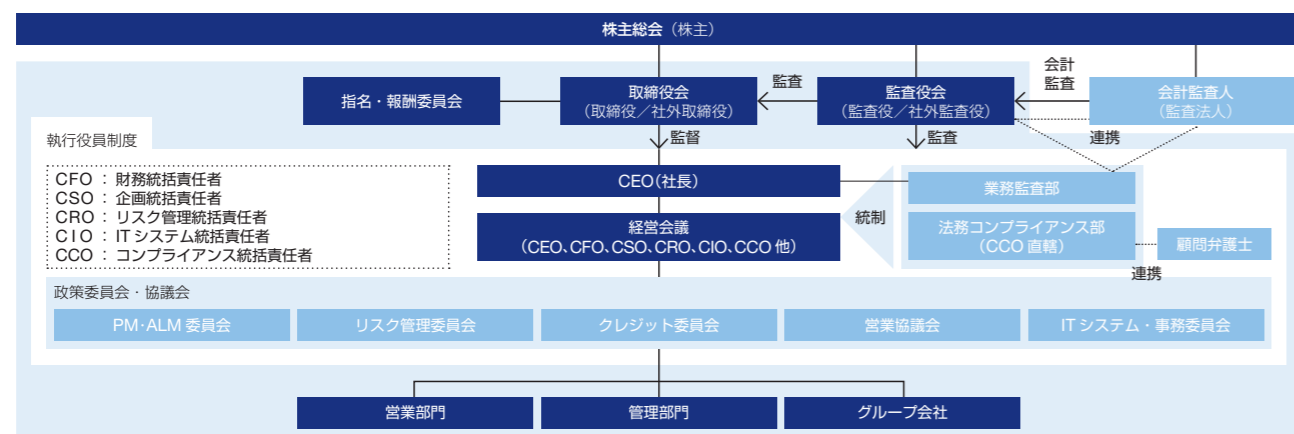 株主総会（株主）
指名・報酬委員会
取締役会
（取締役／社外取締役）
監査
監査役会
（監査役／社外監査役）
会計
監査
会計監査人
（監査法人）
監督
監査
連携
執行役員制度
CFO ： 財務統括責任者
CSO ： 企画統括責任者
CRO ： リスク管理統括責任者
CIO ： ITシステム統括責任者
CCO ： コンプライアンス統括責任者
CEO（社長）
経営会議
（CEO、CFO、CSO、CRO、CIO、CCO 他）
統制
業務監査部
法務コンプライアンス部
（CCO 直轄）
顧問弁護士
連携
政策委員会・協議会
PM・ALM 委員会
リスク管理委員会
クレジット委員会
営業協議会
IT システム・事務委員会
営業部門
管理部門
グループ会社